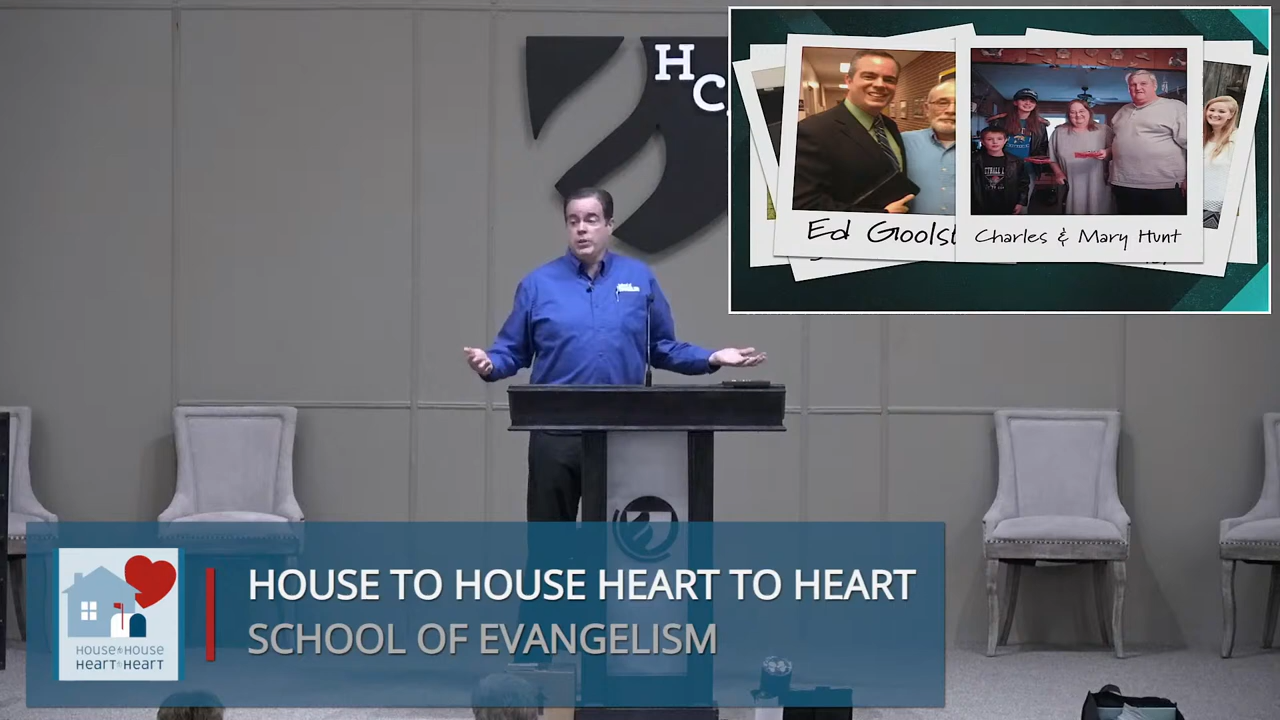 H
C
Ed Goolst
Charles & Mary Hunt
HOUSE TO HOUSE HEART TO HEART
SCHOOL OF EVANGELISM
HOUSE to HOUSE
HEART to HEART